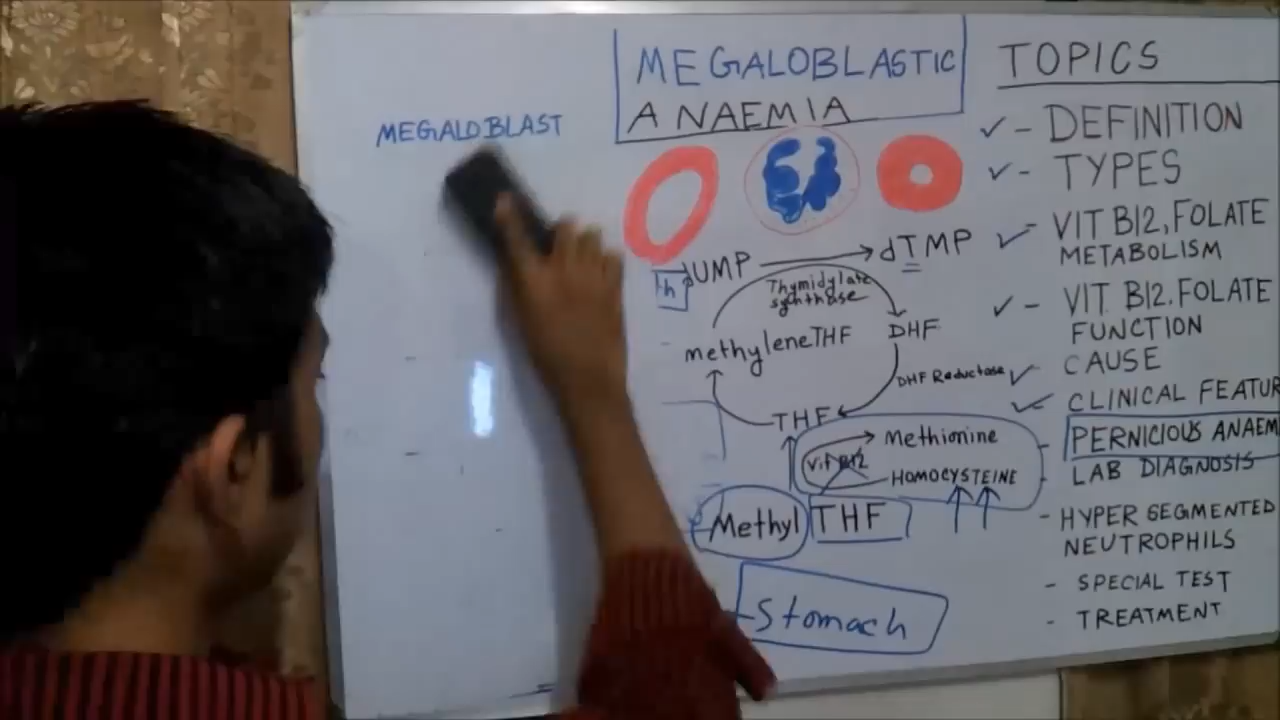 MEGALOBLAST
MEGALOBLASTIC
ANAEMIA
dUMP
dTMP
Thymidylate
synthase
methyleneTHF
DHF
DHF Reductase
THF
Methionine
Vit B12
HOMOCYSTEINE
Methyl THF
Stomach
TOPICS
- DEFINITION
- TYPES
- VIT B12, FOLATE
METABOLISM
- VIT B12, FOLATE
FUNCTION
CAUSE
CLINICAL FEATUR
- PERNICIOUS ANAEM
LAB DIAGNOSIS
- HYPER SEGMENTED
NEUTROPHILS
- SPECIAL TEST
- TREATMENT